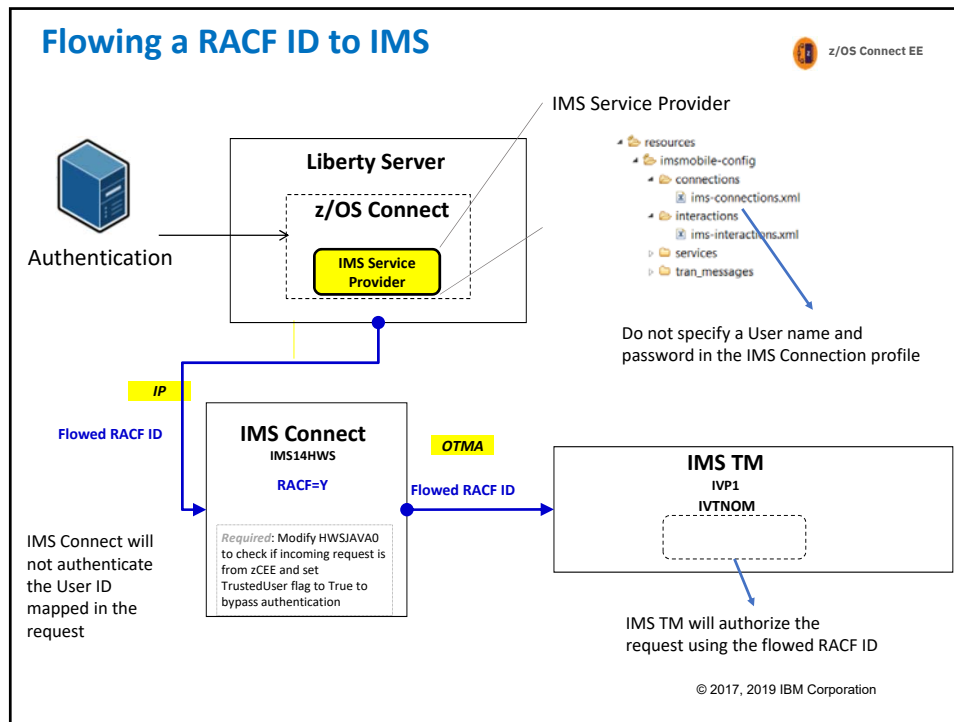 Flowing a RACF ID to IMS
z/OS Connect EE
IMS Service Provider
Liberty Server
z/OS Connect
IMS Service
Provider
Authentication
resources
imsmobile-config
connections
ims-connections.xml
interactions
ims-interactions.xml
services
tran_messages
Do not specify a User name and
password in the IMS Connection profile
IP
Flowed RACF ID
IMS Connect
IMS14HWS
RACF=Y
Required: Modify HWSJAVA0
to check if incoming request is
from zCEE and set
TrustedUser flag to True to
bypass authentication
OTMA
Flowed RACF ID
IMS TM
IVP1
IVTNOM
IMS Connect will
not authenticate
the User ID
mapped in the
request
IMS TM will authorize the
request using the flowed RACF ID
© 2017, 2019 IBM Corporation